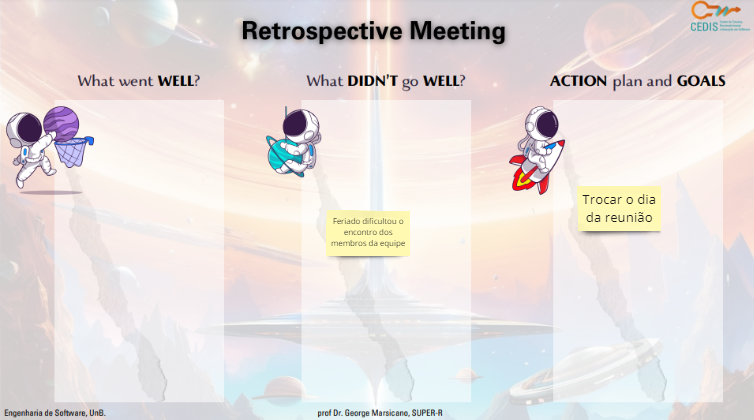 Retrospective Meeting
CEDIS
What went WELL?
What DIDN'T go WELL?
ACTION plan and GOALS
Feriado dificultou o
encontro dos
membros da equipe
Trocar o dia
da reunião
Engenharia de Software, UnB.
prof Dr. George Marsicano, SUPER-R